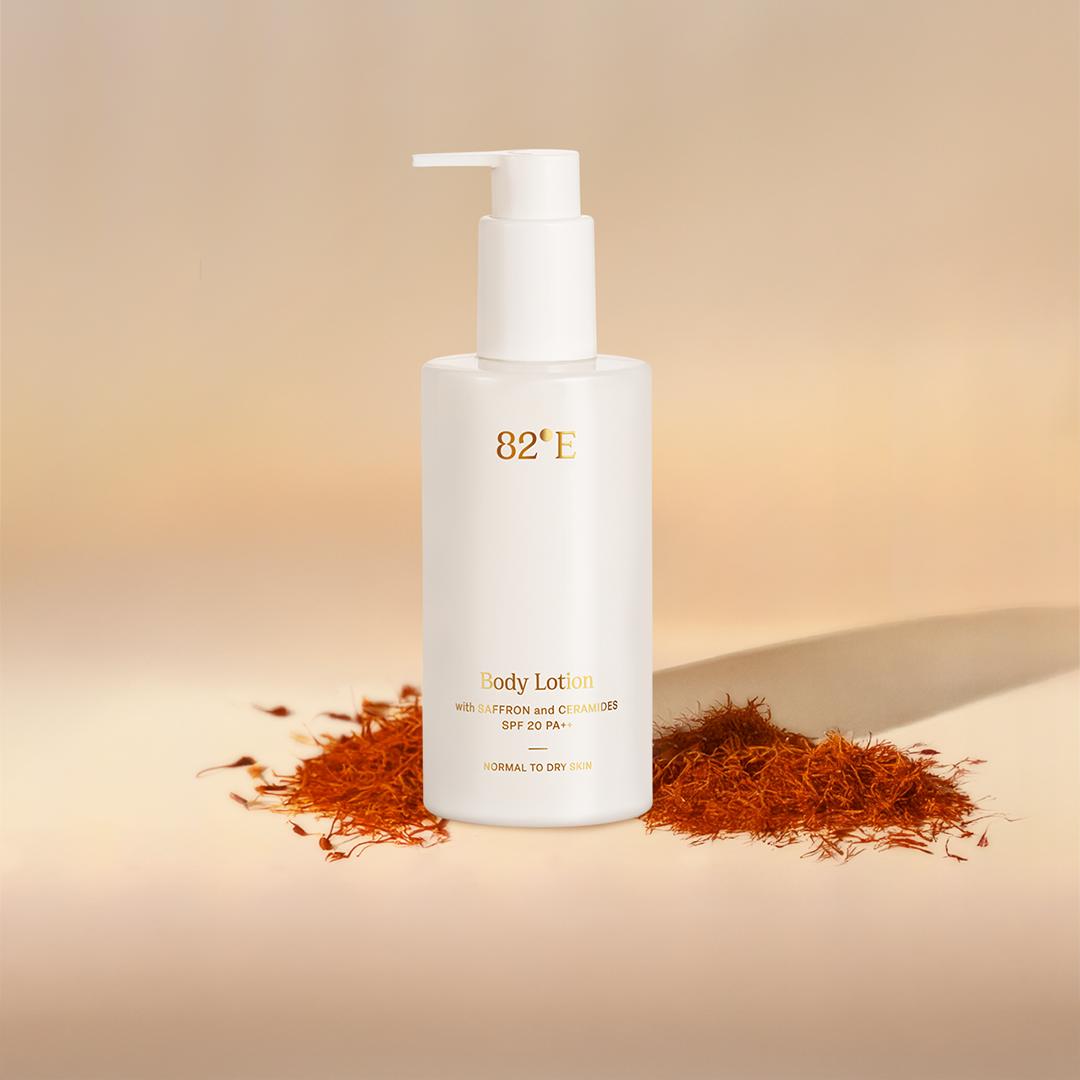 82°E
Body Lotion
with SAFFRON and CERAMIDES
SPF 20 PA++
NORMAL TO DRY SKIN